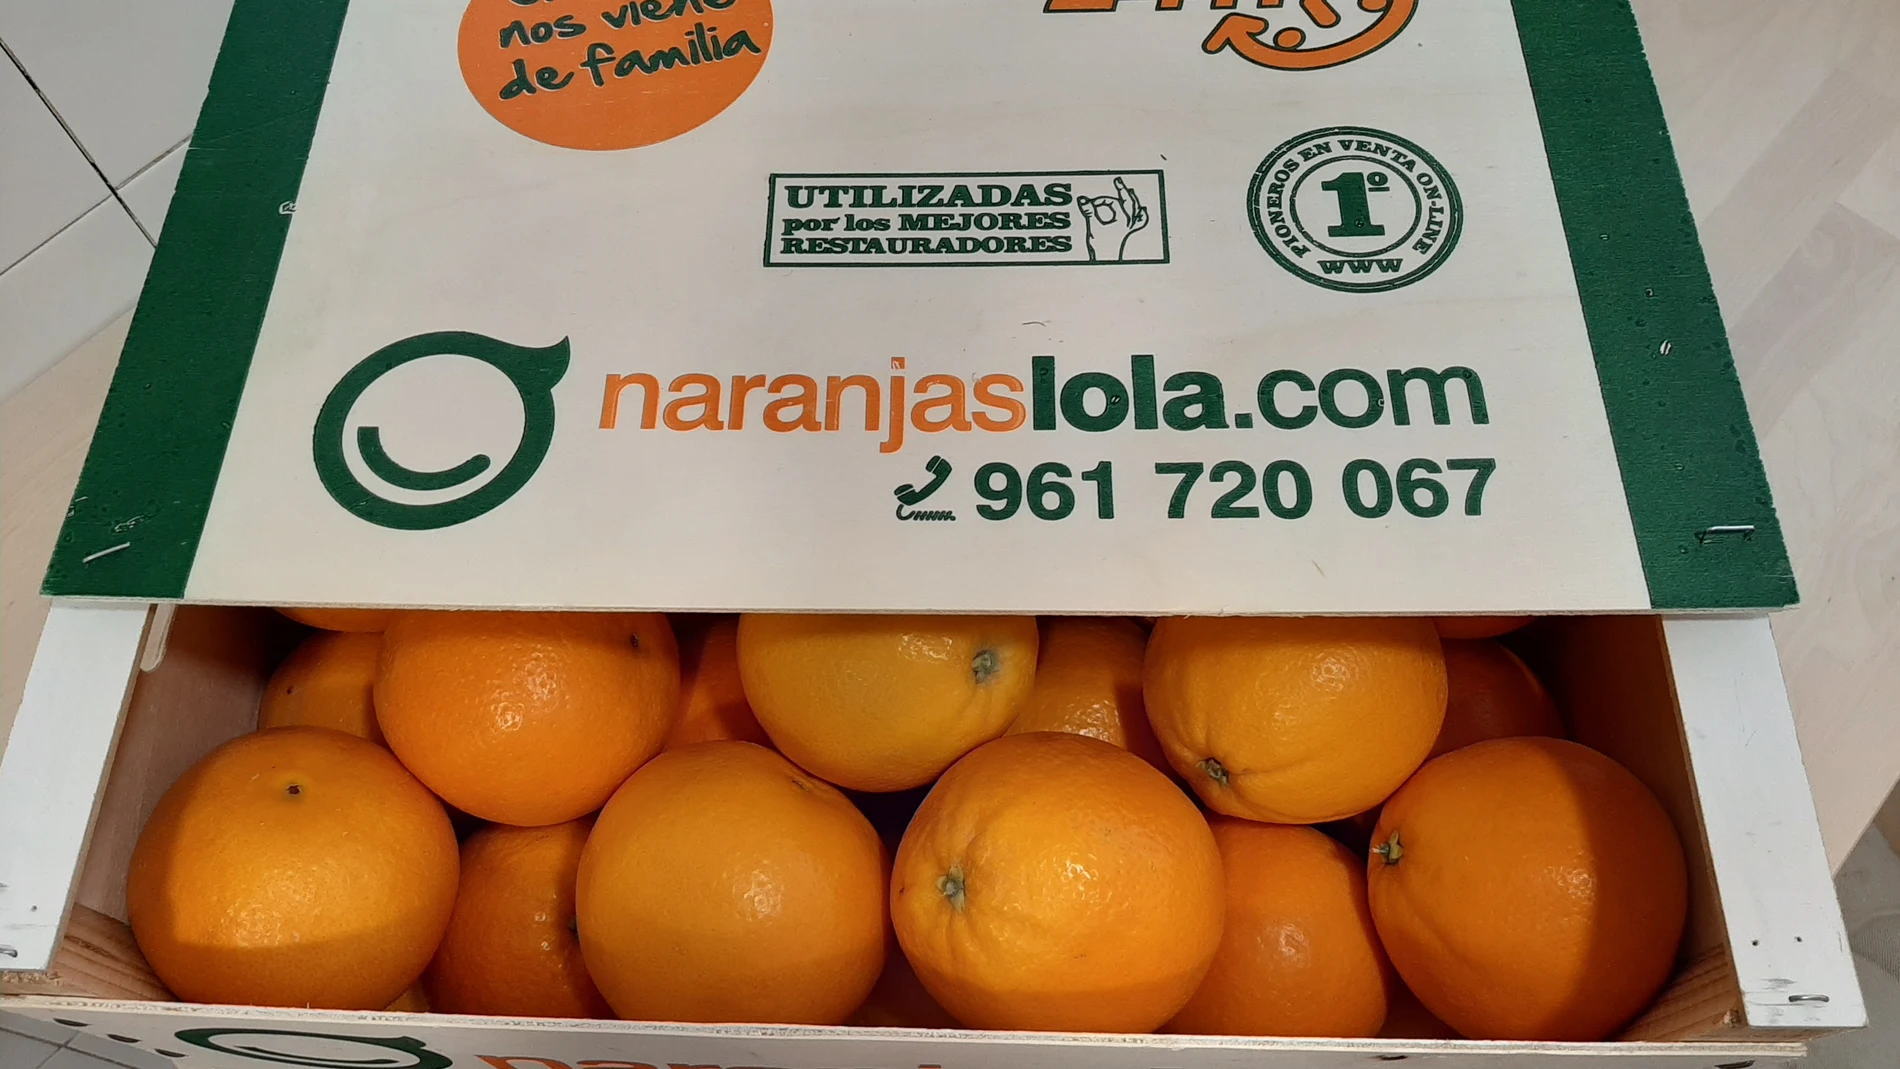 nos viene
de familia
UTILIZADAS
por los MEJORES
RESTAURADORES
PIONEROS EN VENTA ON-LINE
1º
WWW
naranjaslola.com
961 720 067